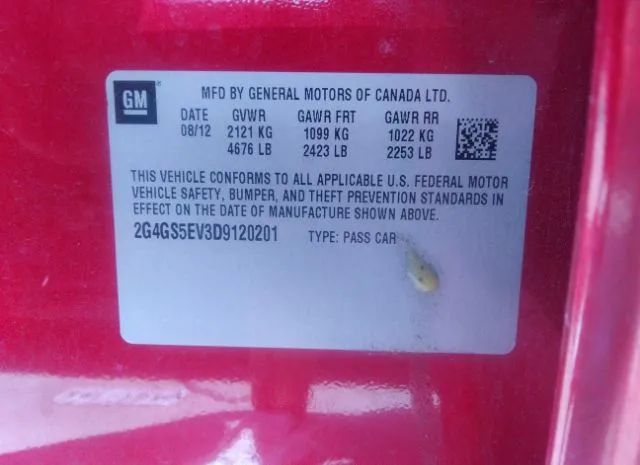 GM
MFD BY GENERAL MOTORS OF CANADA LTD.
DATE GVWR GAWR FRT GAWR RR
08/12 2121 KG 1099 KG 1022 KG
4676 LB 2423 LB 2253 LB
THIS VEHICLE CONFORMS TO ALL APPLICABLE U.S. FEDERAL MOTOR
VEHICLE SAFETY, BUMPER, AND THEFT PREVENTION STANDARDS IN
EFFECT ON THE DATE OF MANUFACTURE SHOWN ABOVE.
2G4GS5EV3D9120201 TYPE: PASS CAR